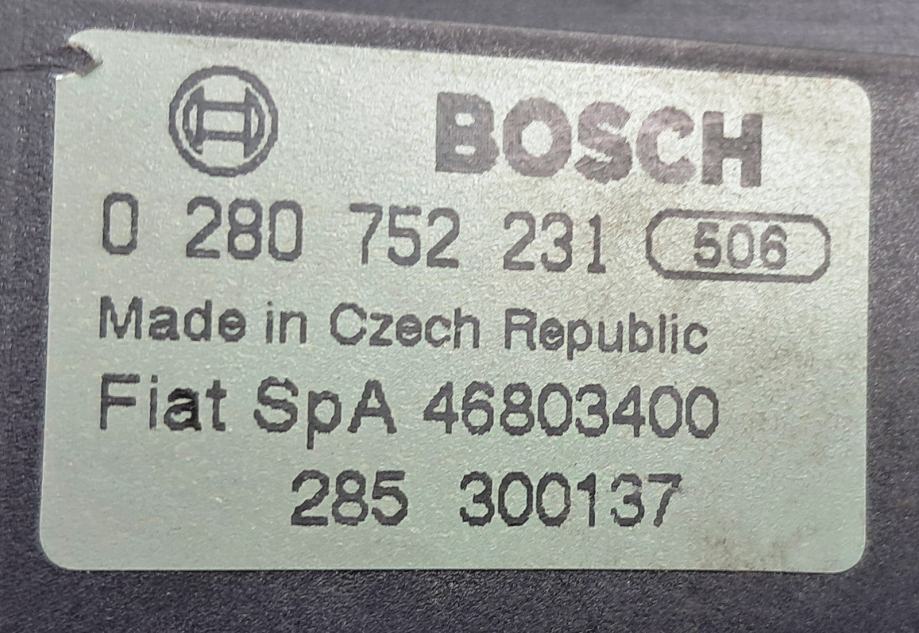 BOSCH
0 280 752 231 506
Made in Czech Republic
Fiat SpA 46803400
285 300137